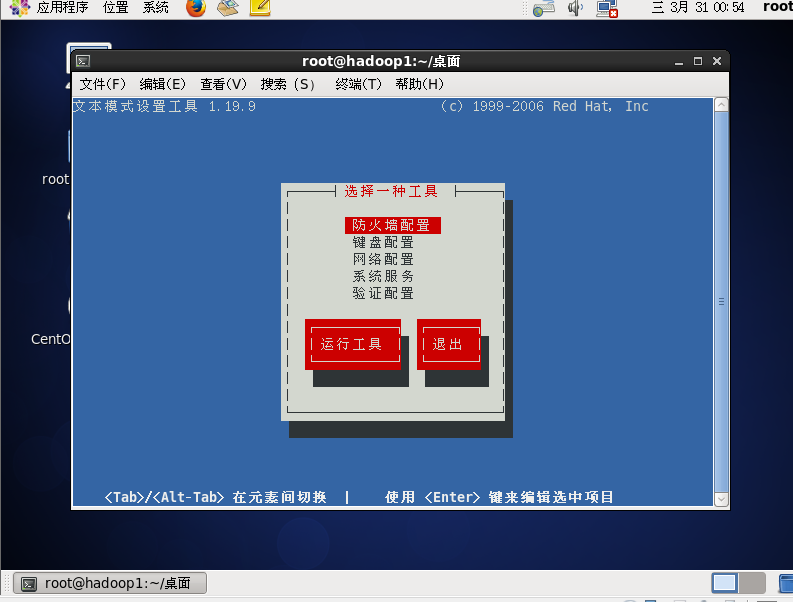 应用程序 位置 系统 三 3月 31 00:54 root
root@hadoop1:~/桌面
文件(F) 编辑(E) 查看(V) 搜索 (S) 终端(T) 帮助(H)
文本模式设置工具 1.19.9 (c) 1999-2006 Red Hat, Inc
选择一种工具
防火墙配置
键盘配置
网络配置
系统服务
验证配置
运行工具 退出
root
CentO
<Tab>/<Alt-Tab> 在元素间切换 | 使用 <Enter> 键来编辑选中项目
root@hadoop1:~/桌面